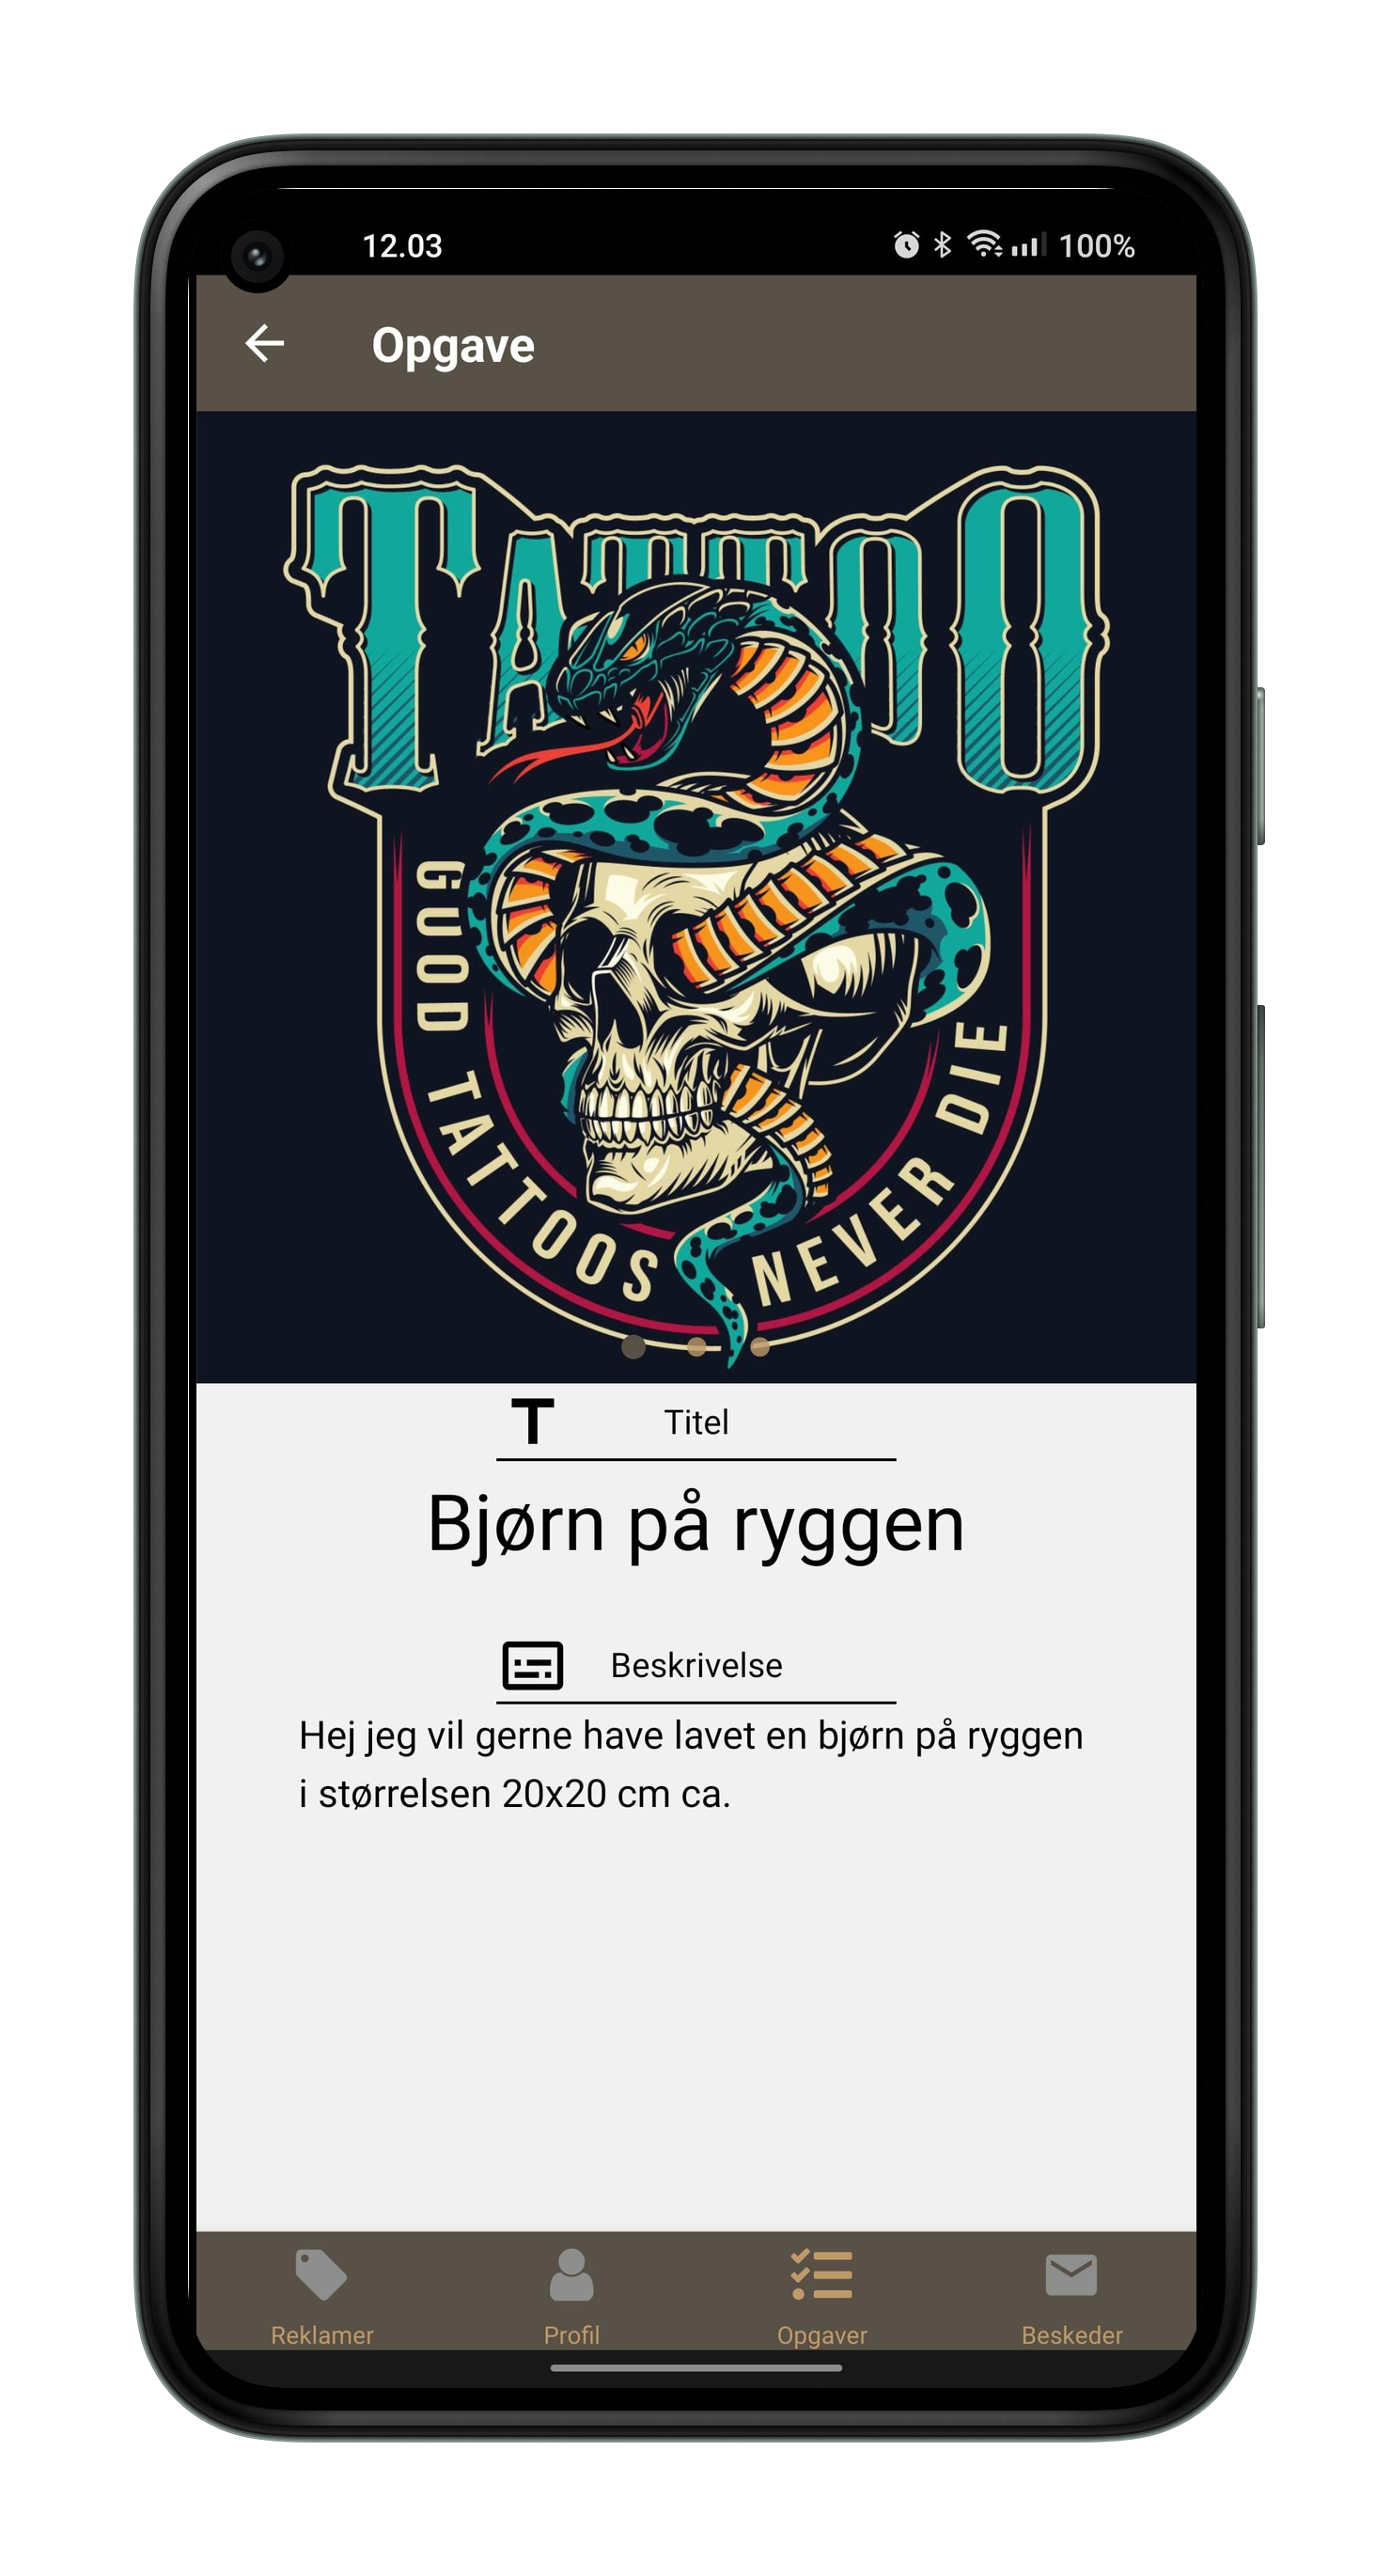 12.03
100%
Opgave
TATTOO
GUOD TATTOOS NEVER DIE
T
Titel
Bjørn på ryggen
Beskrivelse
Hej jeg vil gerne have lavet en bjørn på ryggen
i størrelsen 20x20 cm ca.
Reklamer
Profil
Opgaver
Beskeder